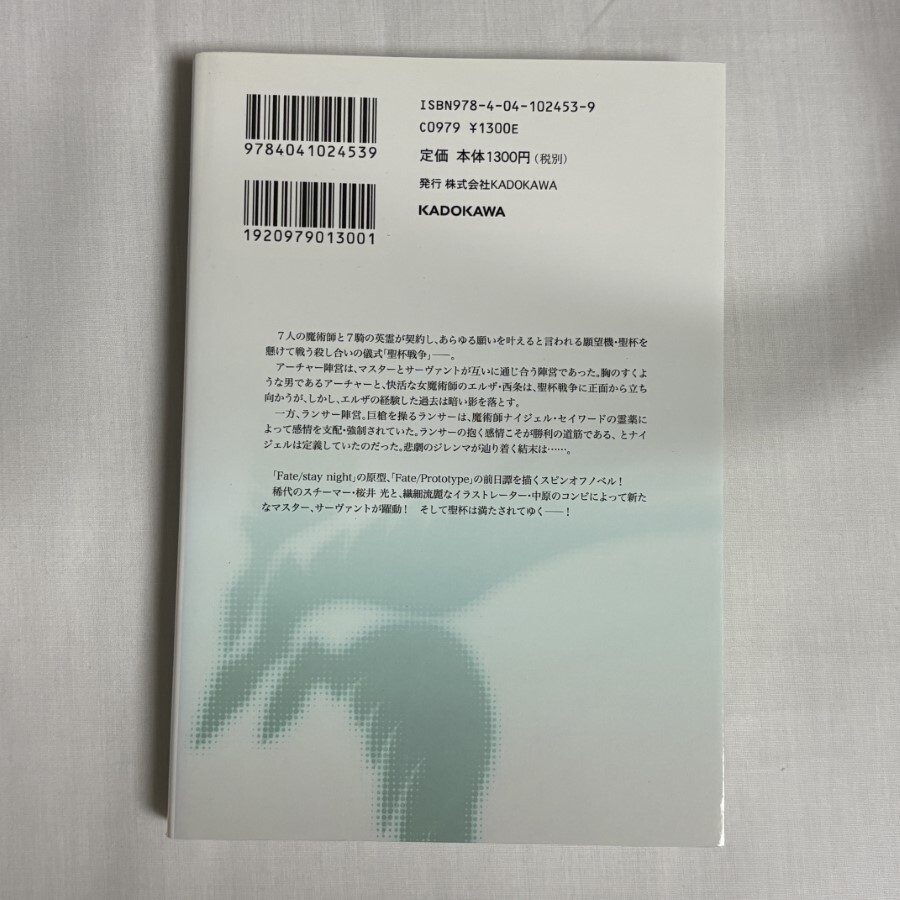 9784041024539
1920979013001
ISBN978-4-04-102453-9
C0979 ¥1300E
定価 本体1300円(税別)
発行 株式会社KADOKAWA
KADOKAWA
7人の魔術師と7騎の英霊が契約し、あらゆる願いを叶えると言われる願望機・聖杯を
懸けて戦う殺し合いの儀式「聖杯戦争」――。
アーチャー陣営は、マスターとサーヴァントが互いに通じ合う陣営であった。胸のすくよ
うな男であるアーチャーと、快活な女魔術師のエルザ・西条は、聖杯戦争に正面から立ち
向かうが、しかし、エルザの経験した過去は暗い影を落とす。
一方、ランサー陣営。巨槍を操るランサーは、魔術師ナイジェル・セイワードの霊薬に
よって感情を支配・強制されていた。ランサーの抱く感情こそが勝利の道筋である、とナイ
ジェルは定義していたのだった。悲劇のジレンマが辿り着く結末は……。
「Fate/stay night」の原型、「Fate/Prototype」の前日譚を描くスピンオフノベル!
稀代のスチーマー・桜井 光と、繊細流麗なイラストレーター・中原のコンビによって新た
なマスター、サーヴァントが躍動! そして聖杯は満たされてゆく――!